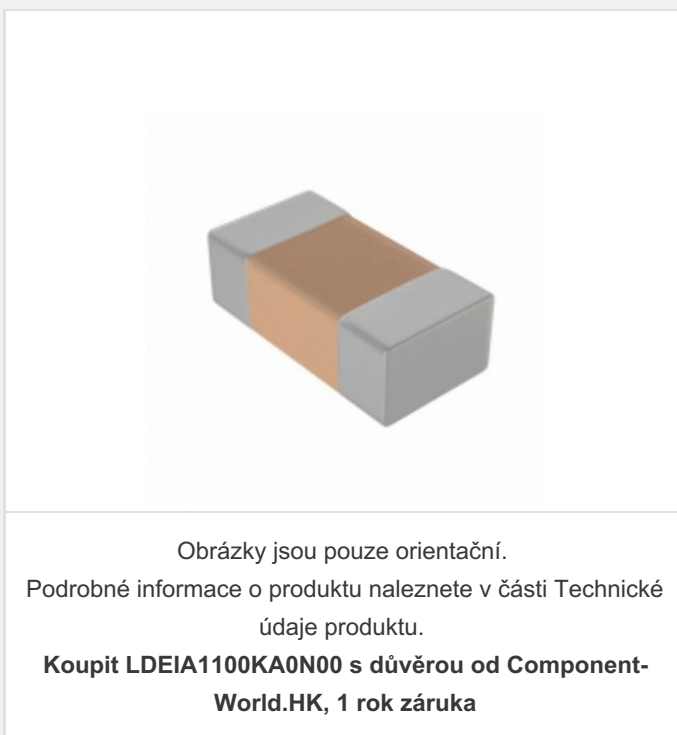 Obrázky jsou pouze orientační.
Podrobné informace o produktu naleznete v části Technické
údaje produktu.
Koupit LDEIA1100KA0N00 s důvěrou od Component-
World.HK, 1 rok záruka